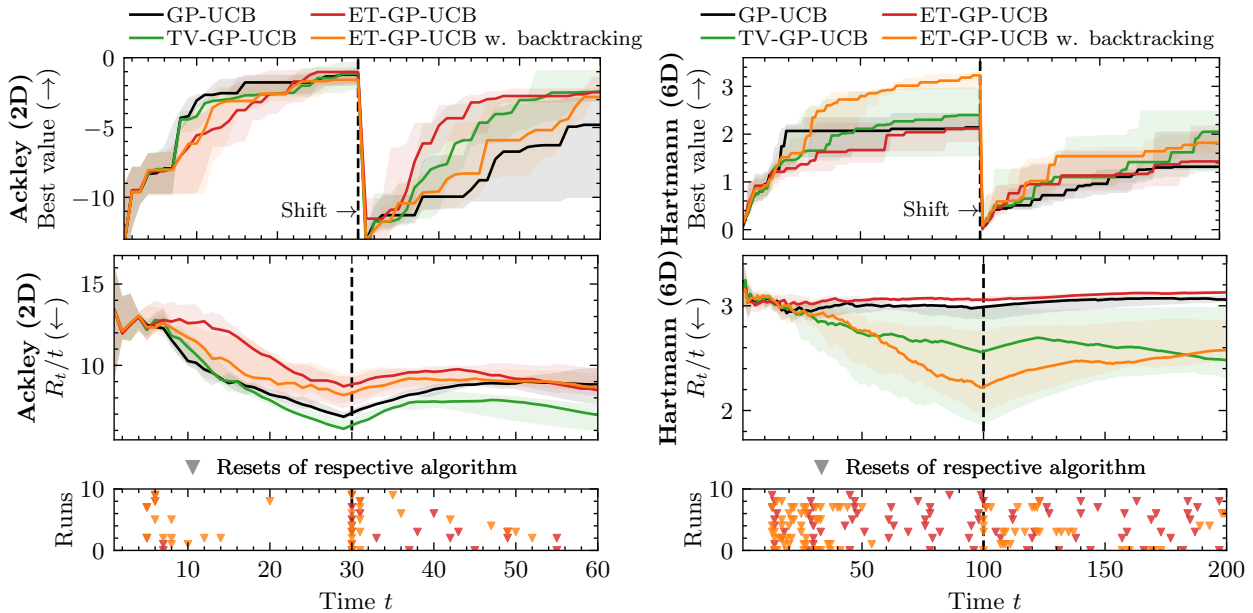 GP-UCB
ET-GP-UCB
TV-GP-UCB
ET-GP-UCB w. backtracking
Ackley (2D)
Best value (→)
0
−5
−10
Shift →
GP-UCB
ET-GP-UCB
TV-GP-UCB
ET-GP-UCB w. backtracking
Hartmann (6D)
Best value (→)
3
2
1
0
Shift →
Ackley (2D)
R_t/t (←)
15
10
5
Hartmann (6D)
R_t/t (←)
3
2
Resets of respective algorithm
Runs
10
0
10
20
30
40
50
60
Time t
Resets of respective algorithm
Runs
10
0
50
100
150
200
Time t